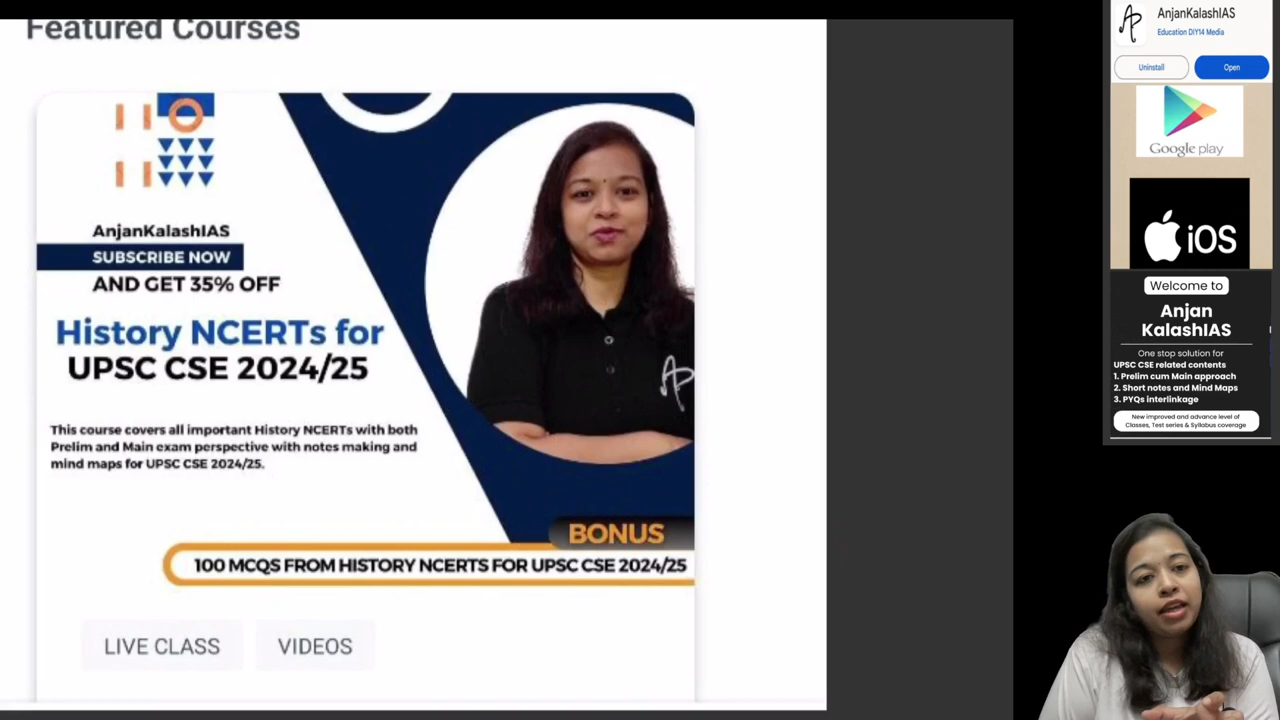 Featured Courses
AnjanKalashIAS
SUBSCRIBE NOW
AND GET 35% OFF
History NCERTs for
UPSC CSE 2024/25
This course covers all important History NCERTs with both
Prelim and Main exam perspective with notes making and
mind maps for UPSC CSE 2024/25.
AP
BONUS
100 MCQS FROM HISTORY NCERTS FOR UPSC CSE 2024/25
LIVE CLASS
VIDEOS
AP
AnjanKalashIAS
Education DIY14 Media
Uninstall
Open
Google play
iOS
Welcome to
Anjan
KalashIAS
One stop solution for
UPSC CSE related contents
1. Prelim cum Main approach
2. Short notes and Mind Maps
3. PYQs interlinkage
New improved and advance level of
Classes, Test series & Syllabus coverage